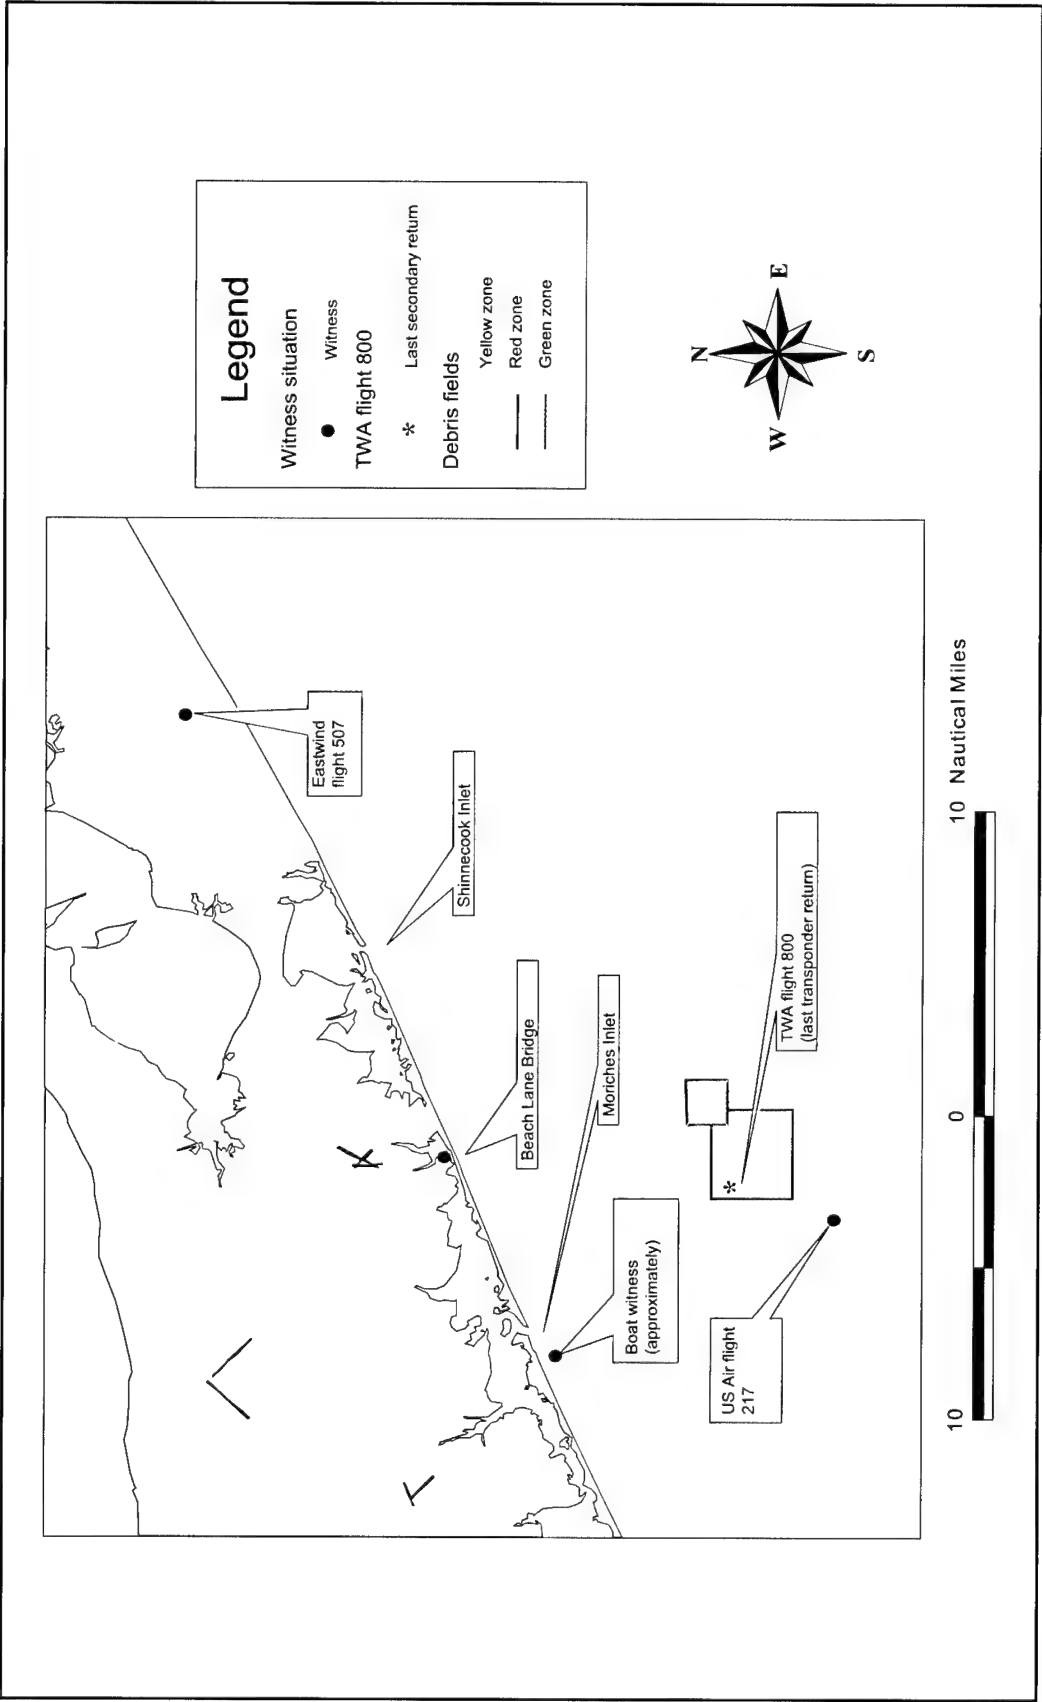 Legend
Witness situation
Witness
TWA flight 800
* Last secondary return
Debris fields
Yellow zone
Red zone
Green zone
N
W
E
S
Eastwind
flight 507
Shinnecook Inlet
Beach Lane Bridge
Moriches Inlet
Boat witness
(approximately)
TWA flight 800
(last transponder return)
*
US Air flight
217
10
0
10 Nautical Miles